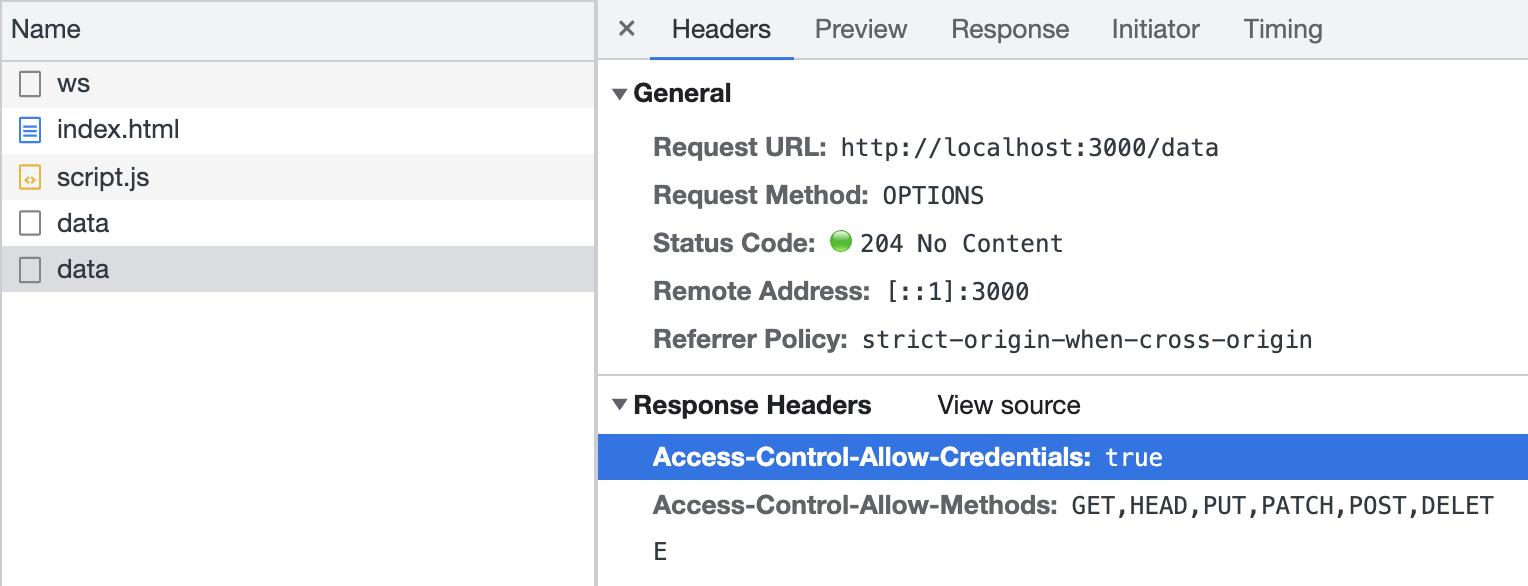 Name
ws
index.html
script.js
data
data
× Headers Preview Response Initiator Timing
General
Request URL: http://localhost:3000/data
Request Method: OPTIONS
Status Code: 204 No Content
Remote Address: [::1]:3000
Referrer Policy: strict-origin-when-cross-origin
Response Headers View source
Access-Control-Allow-Credentials: true
Access-Control-Allow-Methods: GET,HEAD,PUT,PATCH,POST,DELET
E